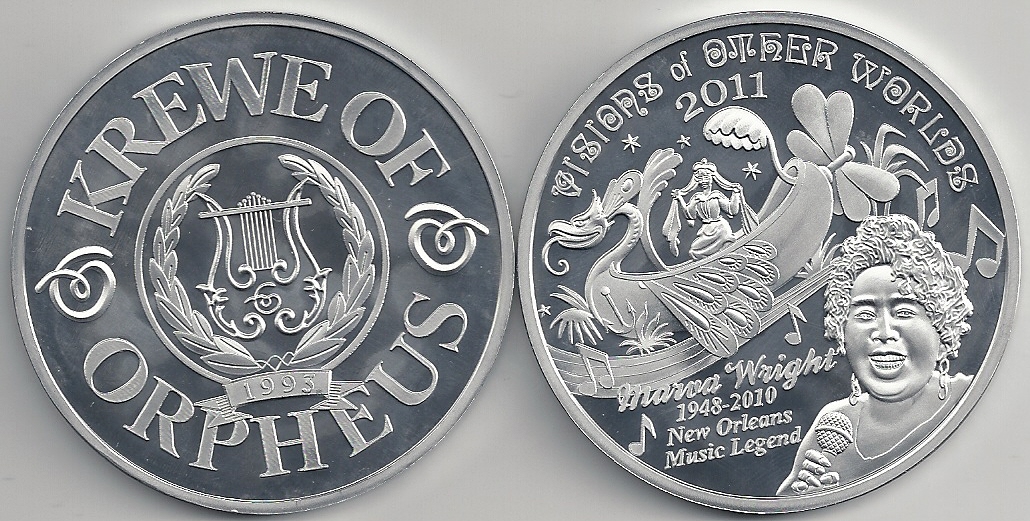 KREWE OF
ORPHEUS
1993
VISIONS of OTHER WORLDS
2011
Marva Wright
1948-2010
New Orleans
Music Legend